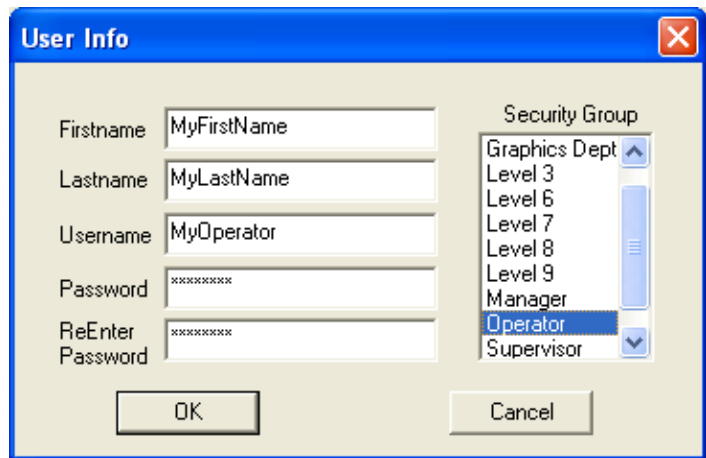 User Info
Firstname MyFirstName
Lastname MyLastName
Username MyOperator
Password ********
ReEnter
Password ********
Security Group
Graphics Dept
Level 3
Level 6
Level 7
Level 8
Level 9
Manager
Operator
Supervisor
OK Cancel